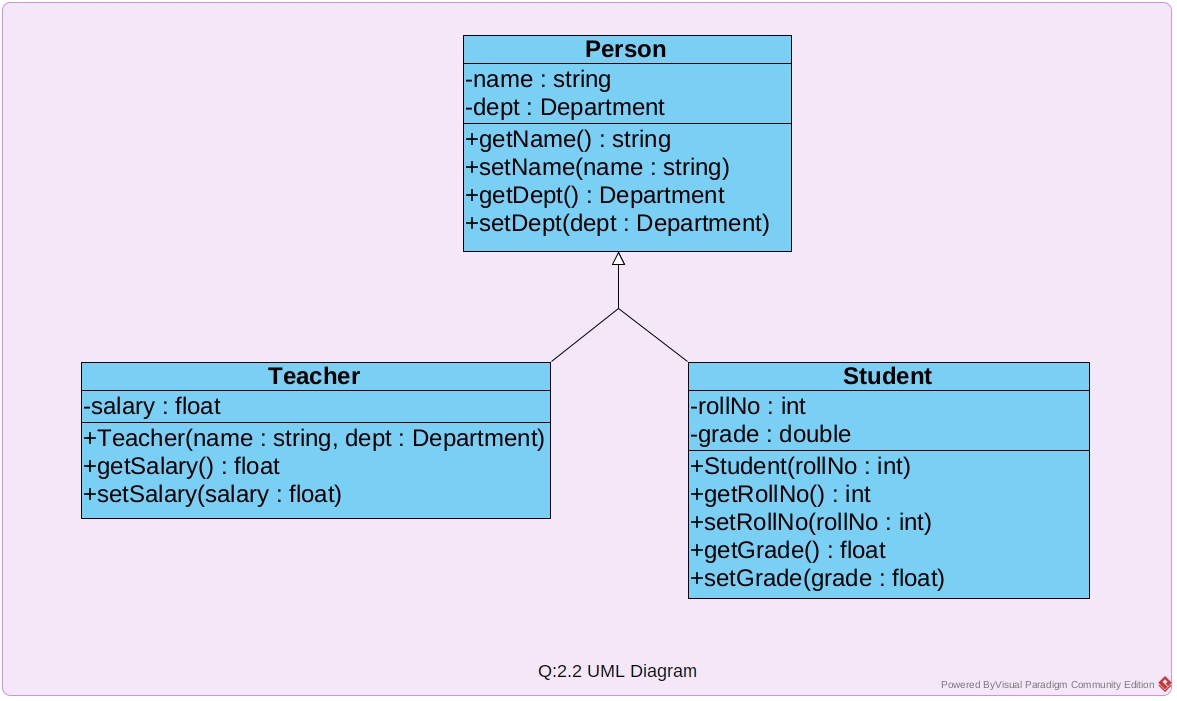 Person
-name : string
-dept : Department
+getName() : string
+setName(name : string)
+getDept() : Department
+setDept(dept : Department)
Teacher
-salary : float
+Teacher(name : string, dept : Department)
+getSalary() : float
+setSalary(salary : float)
Student
-rollNo : int
-grade : double
+Student(rollNo : int)
+getRollNo() : int
+setRollNo(rollNo : int)
+getGrade() : float
+setGrade(grade : float)
Q:2.2 UML Diagram
Powered ByVisual Paradigm Community Edition